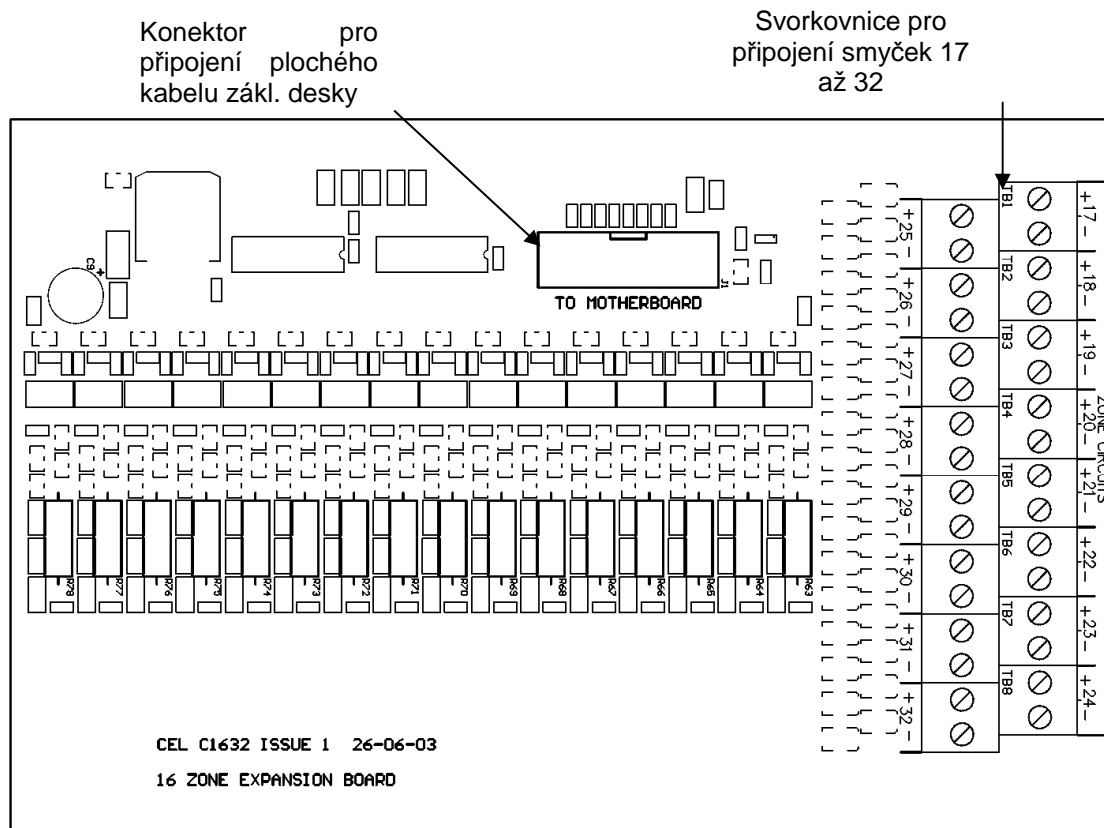 Konektor pro
připojení plochého
kabelu zákl. desky
Svorkovnice pro
připojení smyček 17
až 32
C9
+
J1
TO MOTHERBOARD
R78
R77
R76
R75
R74
R73
R72
R71
R70
R69
R68
R67
R66
R65
R64
R63
+25-
+26-
+27-
+28-
+29-
+30-
+31-
+32-
TB1
TB2
TB3
TB4
TB5
TB6
TB7
TB8
+17-
+18-
+19-
+20-
+21-
+22-
+23-
+24-
ZONE CIRCUITS
CEL C1632 ISSUE 1 26-06-03
16 ZONE EXPANSION BOARD